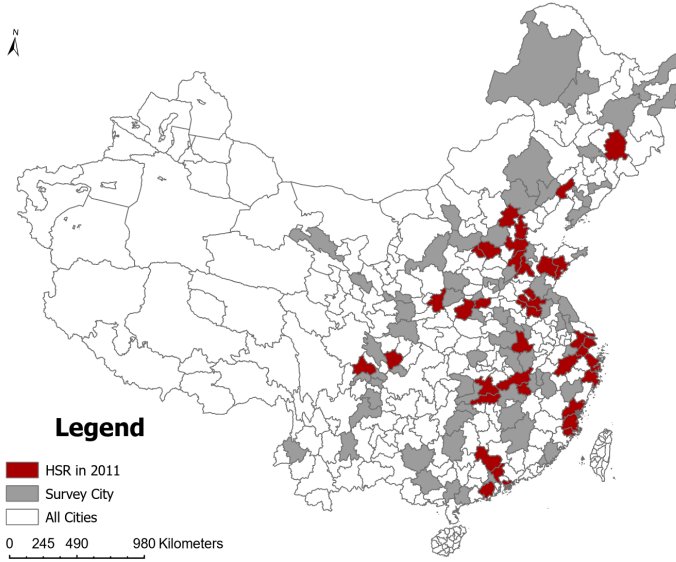 N
Legend
HSR in 2011
Survey City
All Cities
0 245 490 980 Kilometers